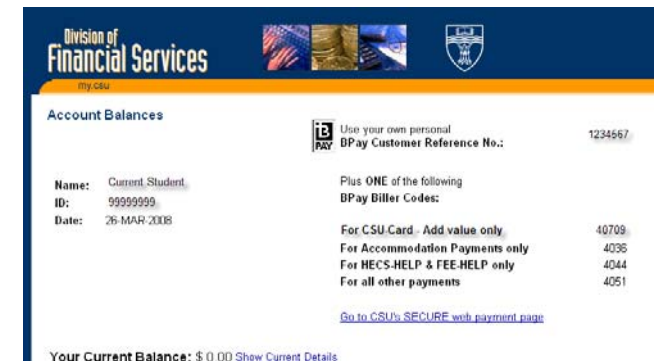 Division of
Financial Services
my.csu
Account Balances
B
PAY
Use your own personal
BPay Customer Reference No.: 1234567
Name: Current Student
ID: 99999999
Date: 26-MAR-2008
Plus ONE of the following
BPay Biller Codes:
For CSU Card - Add value only 40709
For Accommodation Payments only 4036
For HECS-HELP & FEE-HELP only 4044
For all other payments 4051
Go to CSU's SECURE web payment page
Your Current Balance: $ 0.00 Show Current Details